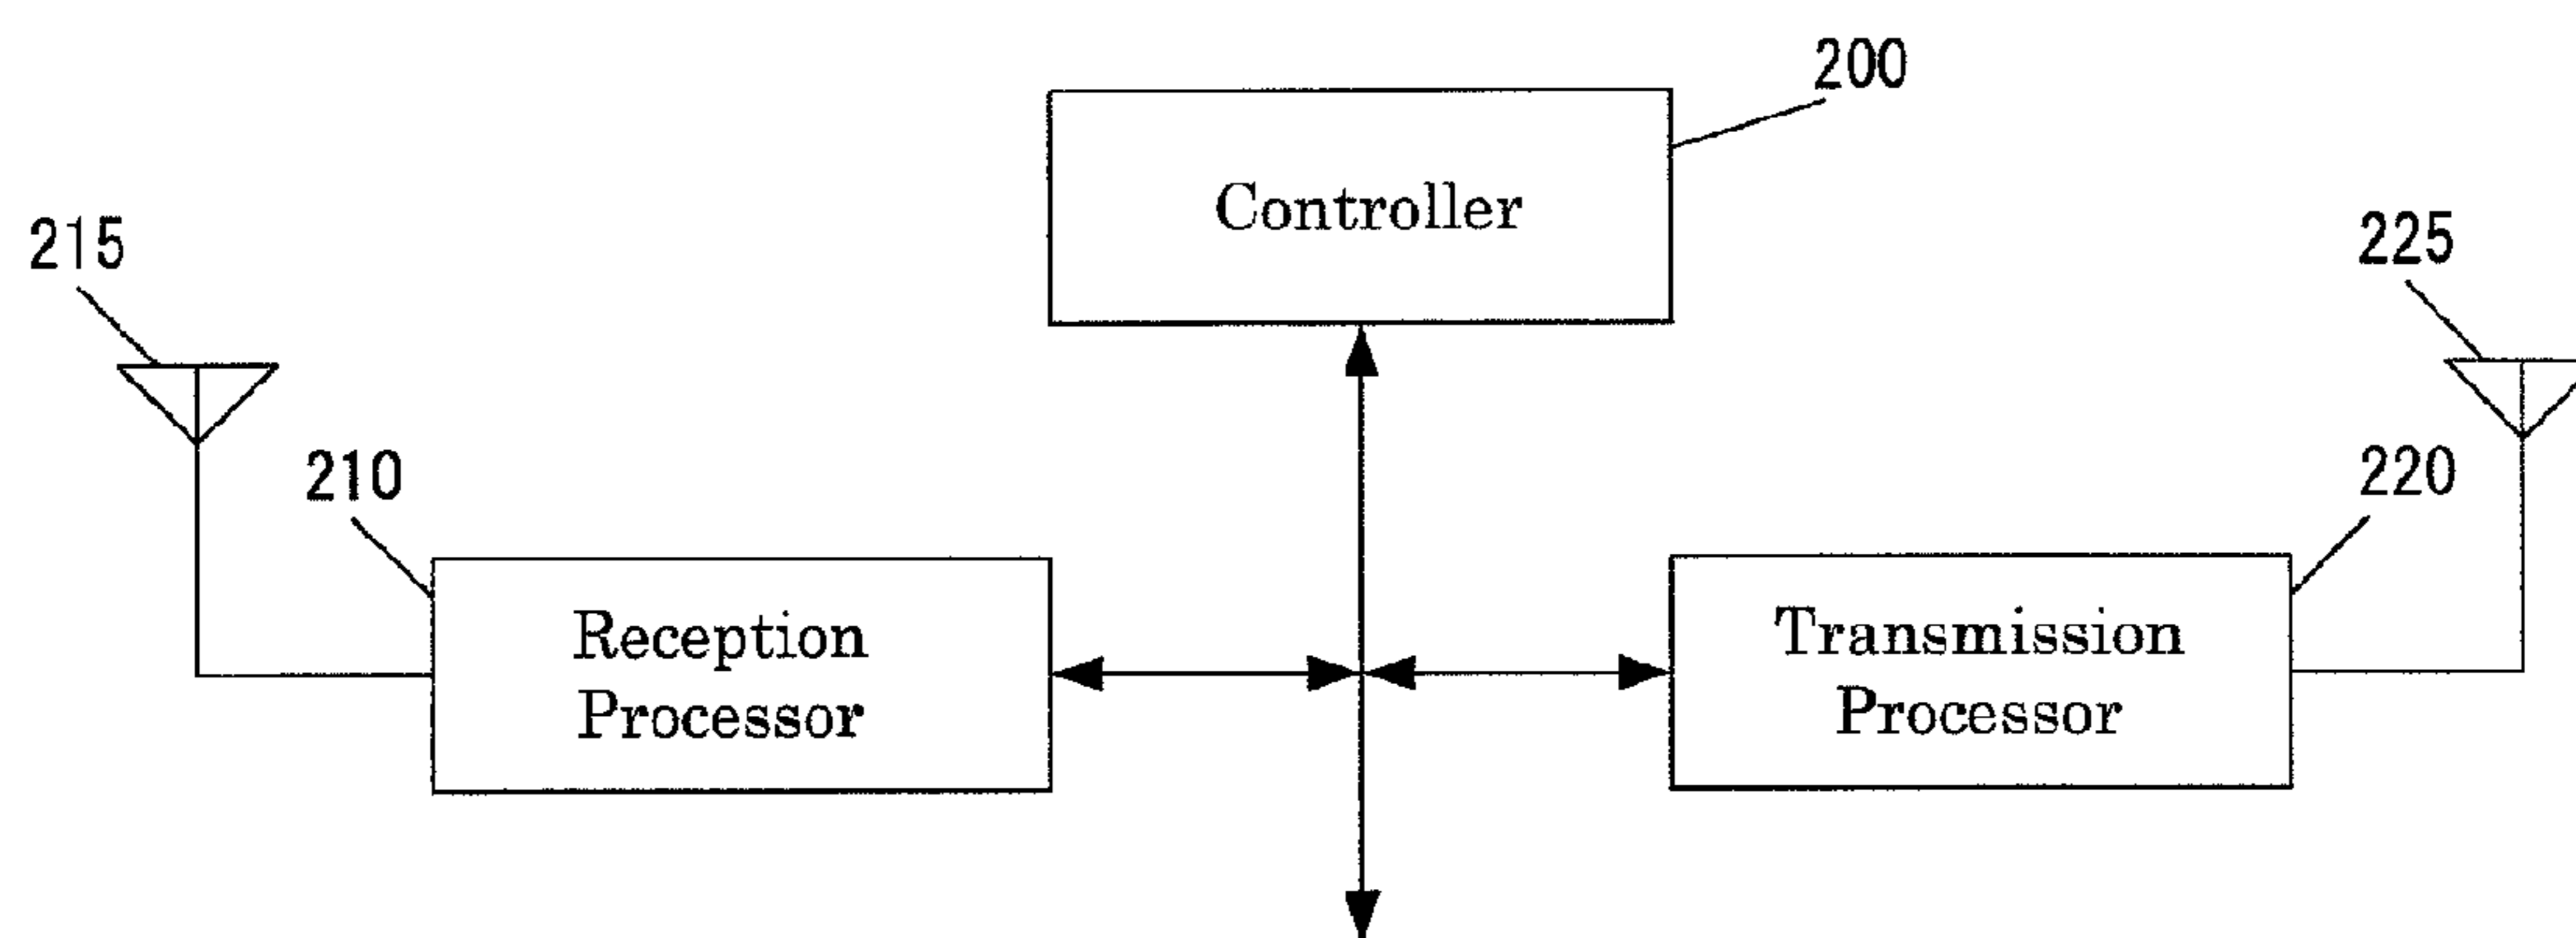 200
Controller
215
225
210
220
Reception
Processor
Transmission
Processor